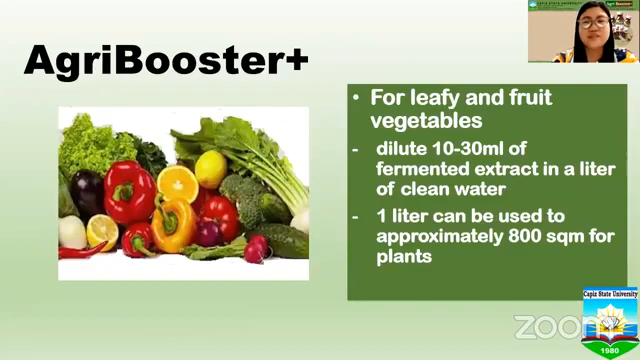 AgriBooster+
• For leafy and fruit
vegetables
- dilute 10-30ml of
fermented extract in a liter
of clean water
- 1 liter can be used to
approximately 800 sqm for
plants
Capiz State University
zoom
1980